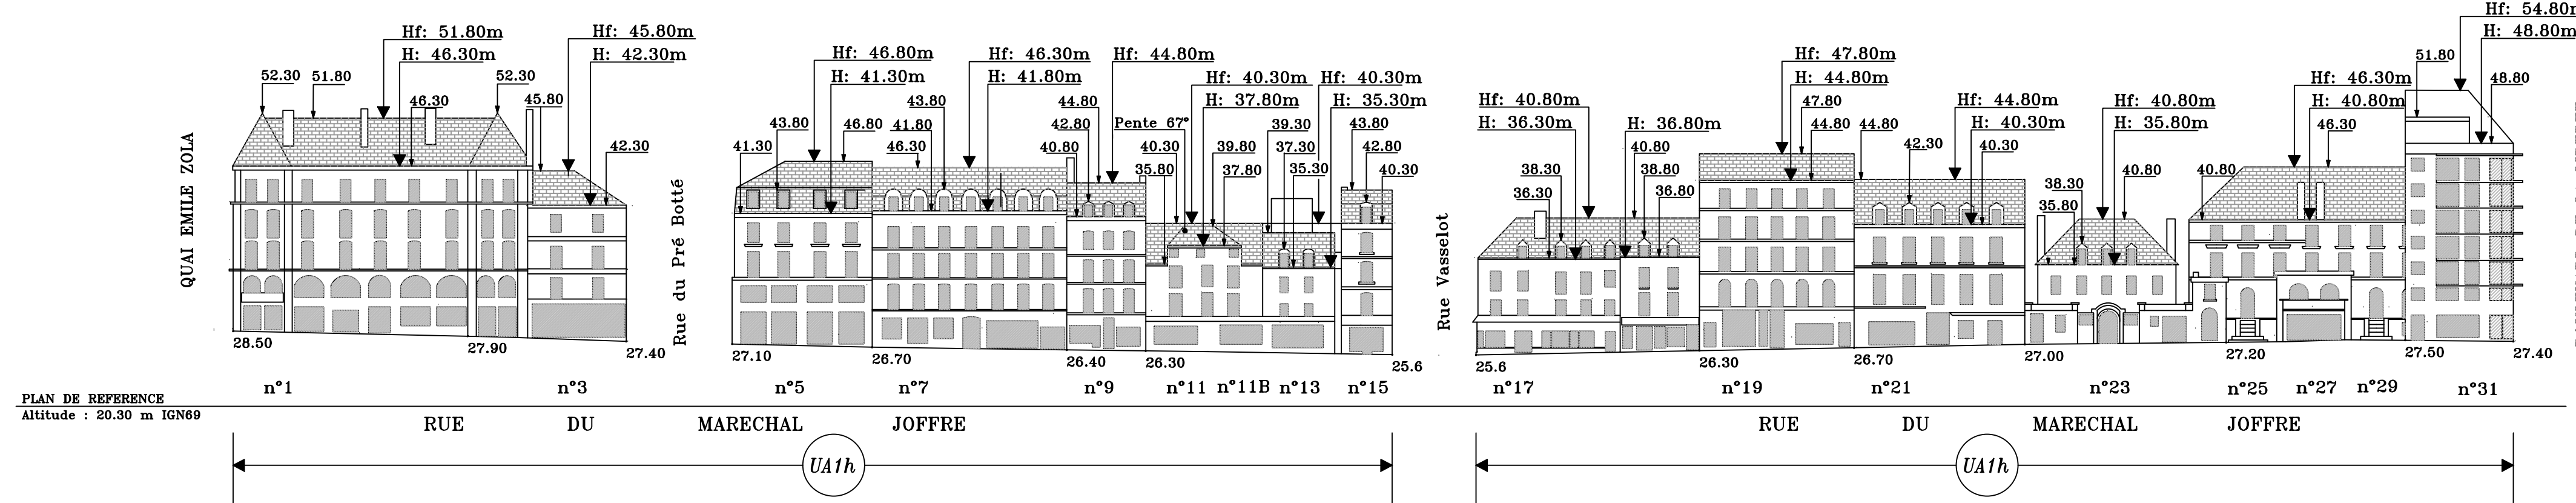 Hf: 51.80m
H: 46.30m
52.30
51.80
46.30
52.30
Hf: 45.80m
H: 42.30m
45.80
42.30
QUAI EMILE ZOLA
28.50
27.90
27.40
Rue du Pré Botté
Hf: 46.80m
H: 41.30m
43.80
46.80
41.30
Hf: 46.30m
H: 41.80m
43.80
41.80
46.30
Hf: 44.80m
44.80
42.80
40.80
Pente 67°
Hf: 40.30m
H: 37.80m
40.30
35.80
39.80
37.80
Hf: 40.30m
H: 35.30m
39.30
37.30
35.30
43.80
42.80
40.30
27.10
26.70
26.40
26.30
25.6
Rue Vasselot
Hf: 40.80m
H: 36.30m
38.30
36.30
H: 36.80m
40.80
38.80
36.80
Hf: 47.80m
H: 44.80m
47.80
44.80
44.80
42.30
Hf: 44.80m
H: 40.30m
40.30
Hf: 40.80m
H: 35.80m
38.30
35.80
40.80
Hf: 46.30m
H: 40.80m
46.30
40.80
Hf: 54.80m
H: 48.80m
51.80
48.80
25.6
26.30
26.70
27.00
27.20
27.50
27.40
n°1
n°3
n°5
n°7
n°9
n°11
n°11B
n°13
n°15
n°17
n°19
n°21
n°23
n°25
n°27
n°29
n°31
PLAN DE REFERENCE
Altitude : 20.30 m IGN69
RUE DU MARECHAL JOFFRE
RUE DU MARECHAL JOFFRE
UA1h
UA1h